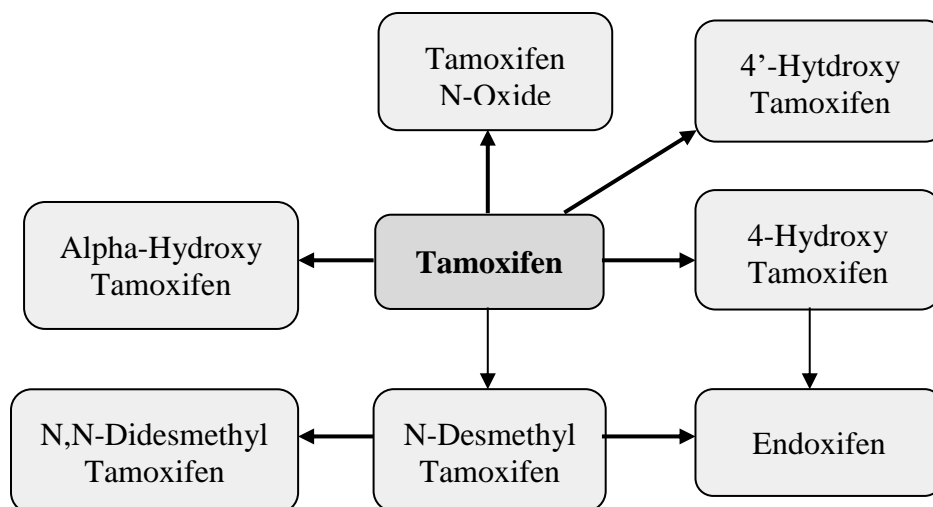 Tamoxifen
N-Oxide
4’-Hytdroxy
Tamoxifen
Alpha-Hydroxy
Tamoxifen
Tamoxifen
4-Hydroxy
Tamoxifen
N,N-Didesmethyl
Tamoxifen
N-Desmethyl
Tamoxifen
Endoxifen